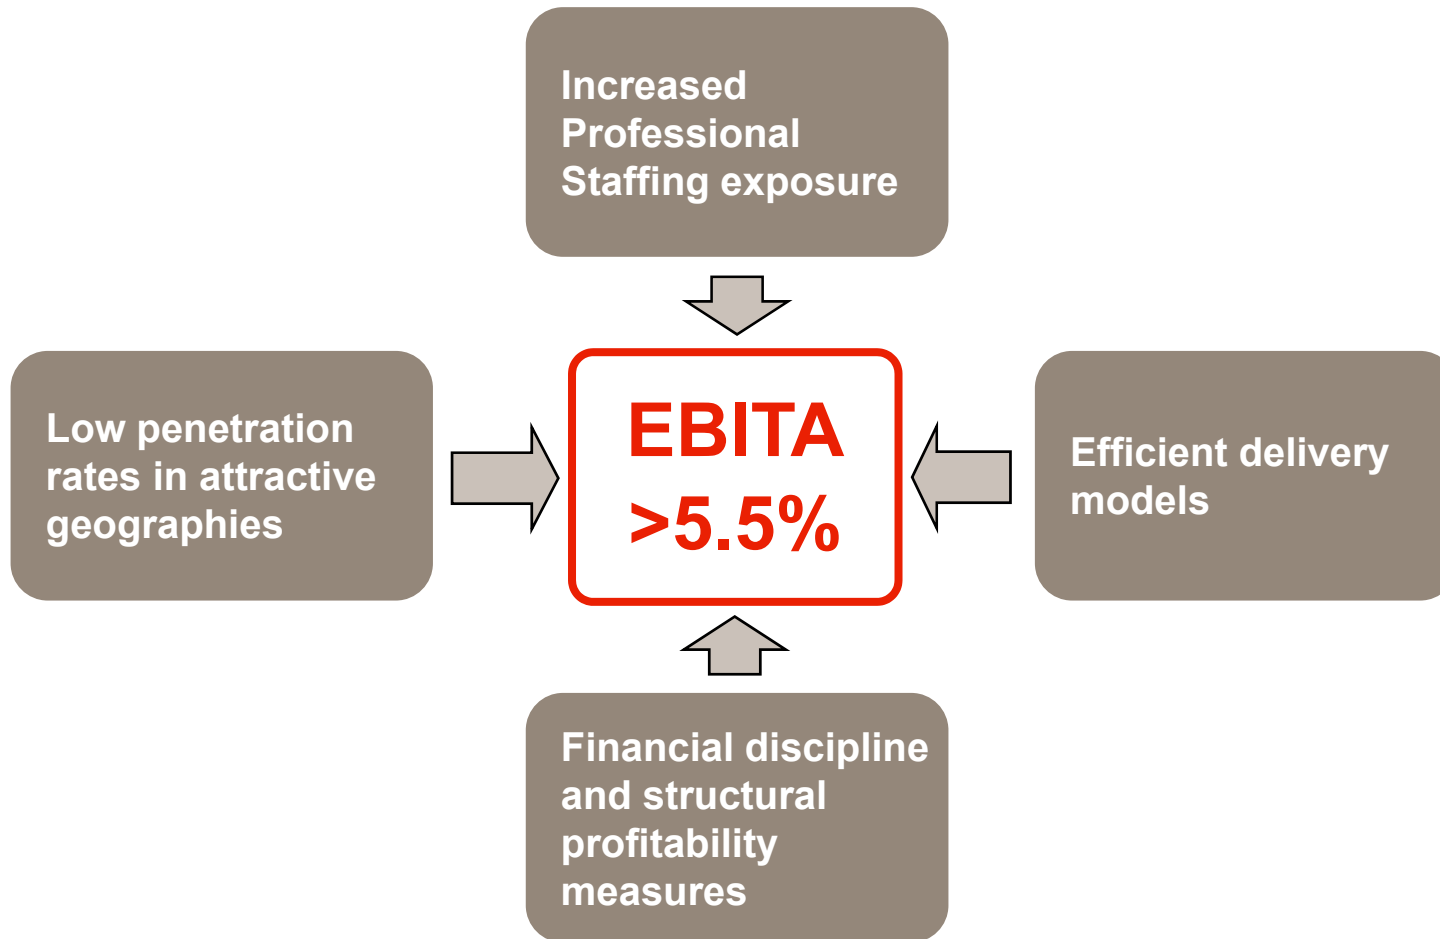 Increased
Professional
Staffing exposure
Low penetration
rates in attractive
geographies
EBITA
>5.5%
Efficient delivery
models
Financial discipline
and structural
profitability
measures